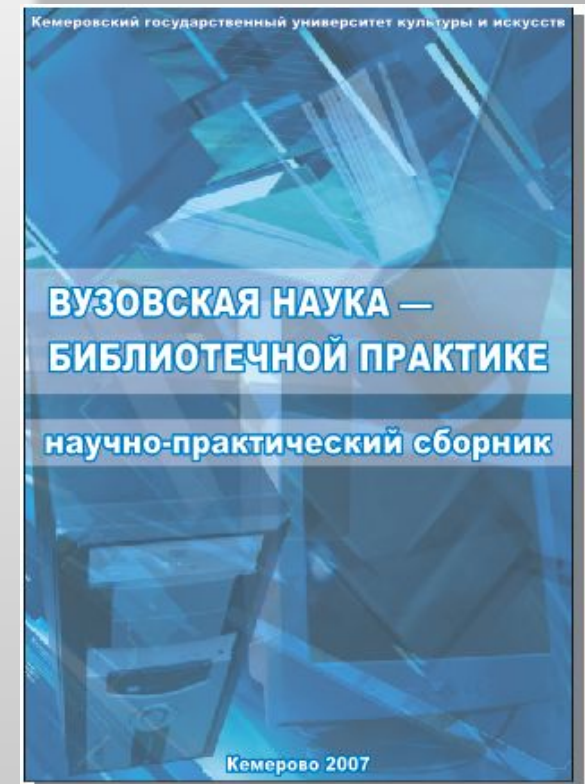 Кемеровский государственный университет культуры и искусств
ВУЗОВСКАЯ НАУКА —
БИБЛИОТЕЧНОЙ ПРАКТИКЕ
научно-практический сборник
Кемерово 2007